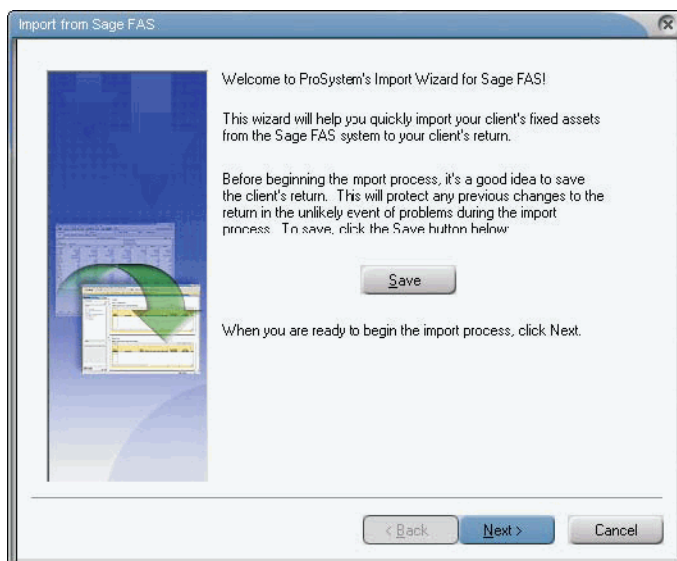 Import from Sage FAS
Welcome to ProSystem's Import Wizard for Sage FAS!
This wizard will help you quickly import your client's fixed assets
from the Sage FAS system to your client's return.
Before beginning the mport process, it's a good idea to save
the client's return. This will protect any previous changes to the
return in the unlikely event of problems during the import
process. To save, click the Save button below:
Save
When you are ready to begin the import process, click Next.
< Back
Next >
Cancel